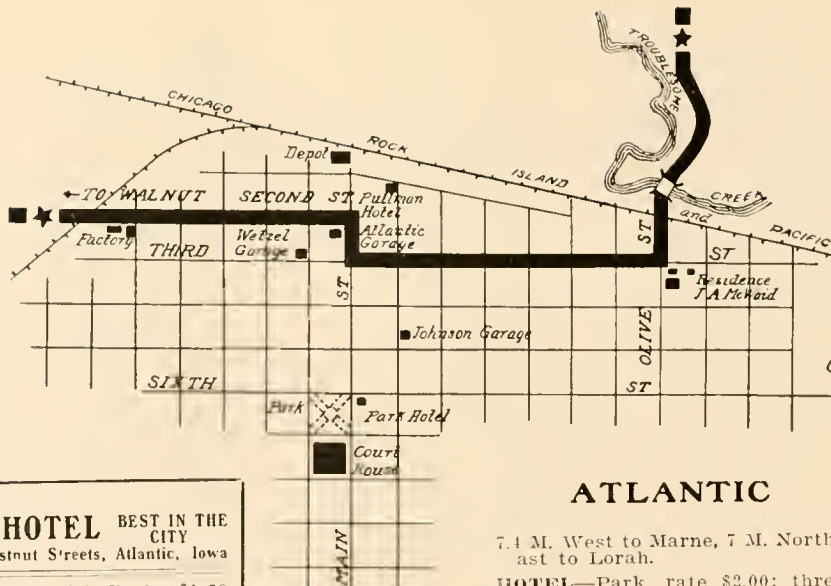 TROUBLESOME
CHICAGO
ROCK
ISLAND
and
PACIFIC
CREEK
Depot
← TO WALNUT
SECOND ST
Pullman
Hotel
Factory
Wetzel
Garage
Atlantic
Garage
THIRD
ST
ST
ST
Residence
J A McWaid
OLIVE
Johnson Garage
SIXTH
ST
Park
Park Hotel
Court
House
MAIN
HOTEL BEST IN THE
CITY
stnut Streets, Atlantic, Iowa
ATLANTIC
7.4 M. West to Marne, 7 M. North
ast to Lorah.
HOTEL—Park, rate $2.00; three